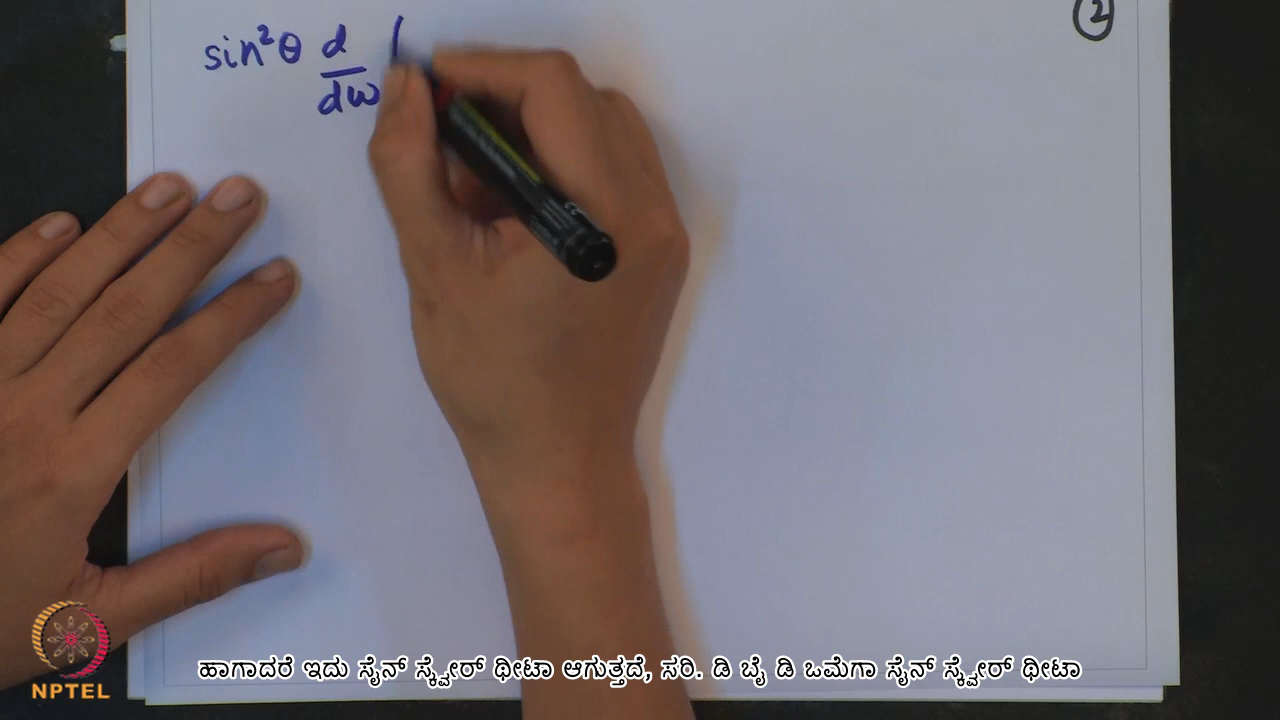 2
sin²θ d/dω (
NPTEL
ಹಾಗಾದರೆ ಇದು ಸೈನ್ ಸ್ಕ್ವೇರ್ ಥೀಟಾ ಆಗುತ್ತದೆ, ಸರಿ. ಡಿ ಬೈ ಡಿ ಒಮೆಗಾ ಸೈನ್ ಸ್ಕ್ವೇರ್ ಥೀಟಾ